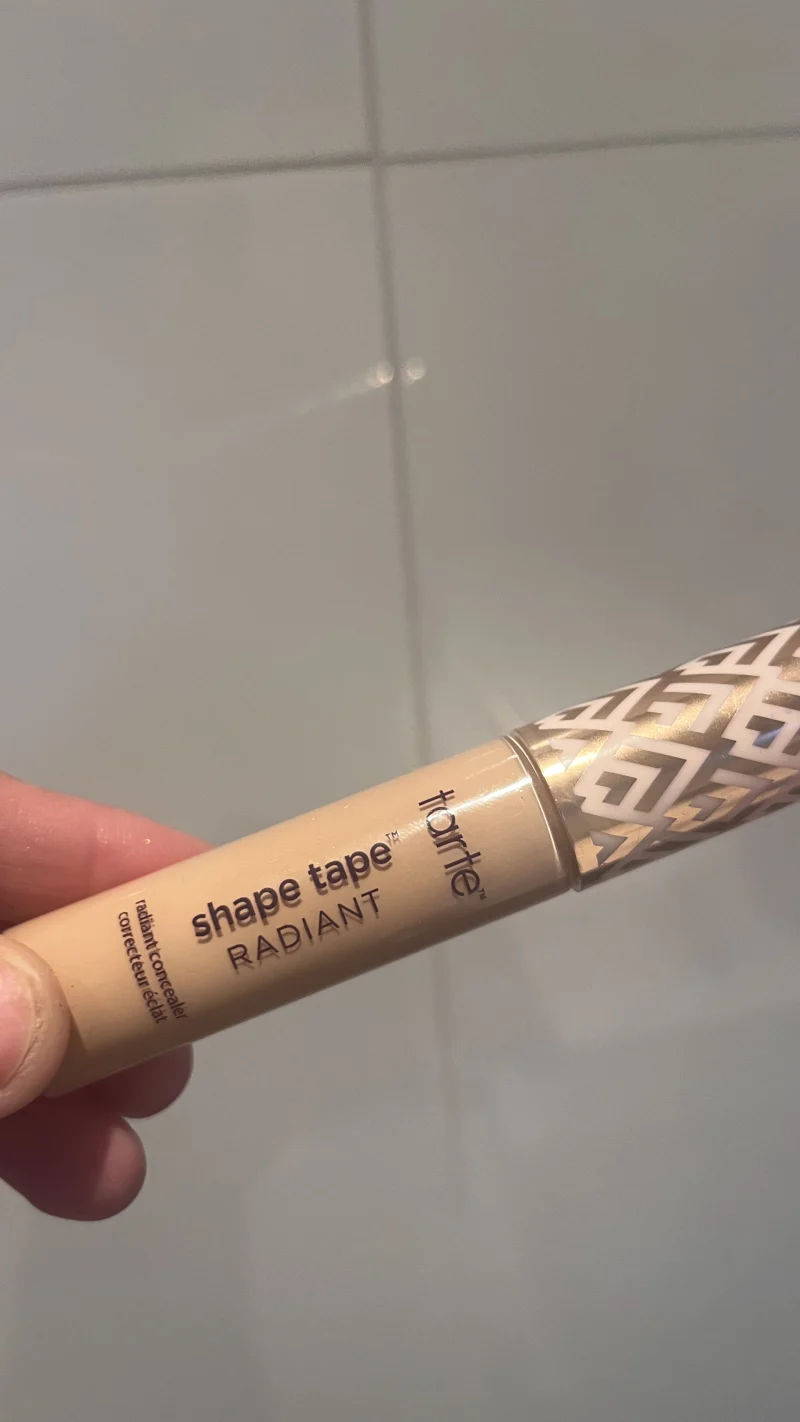 tarte™
shape tape™
RADIANT
radiant concealer
correcteur éclat